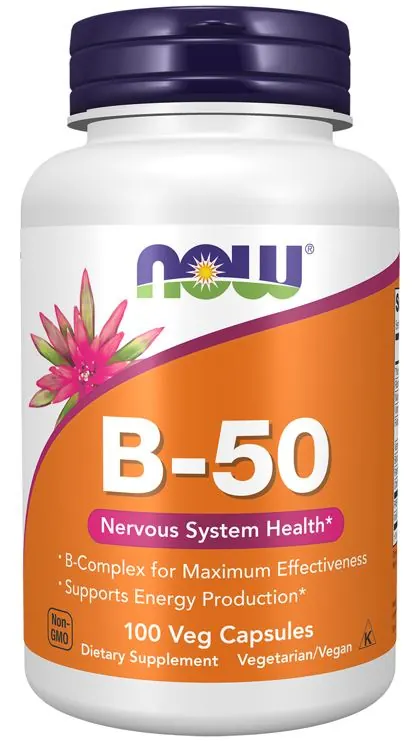 NOW®
B-50
Nervous System Health*
• B-Complex for Maximum Effectiveness
• Supports Energy Production*
Non-
GMO
100 Veg Capsules
Dietary Supplement Vegetarian/Vegan
K